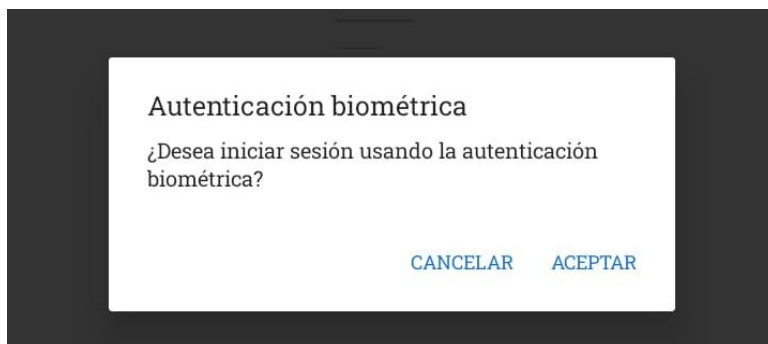 Autenticación biométrica
¿Desea iniciar sesión usando la autenticación
biométrica?
CANCELAR ACEPTAR